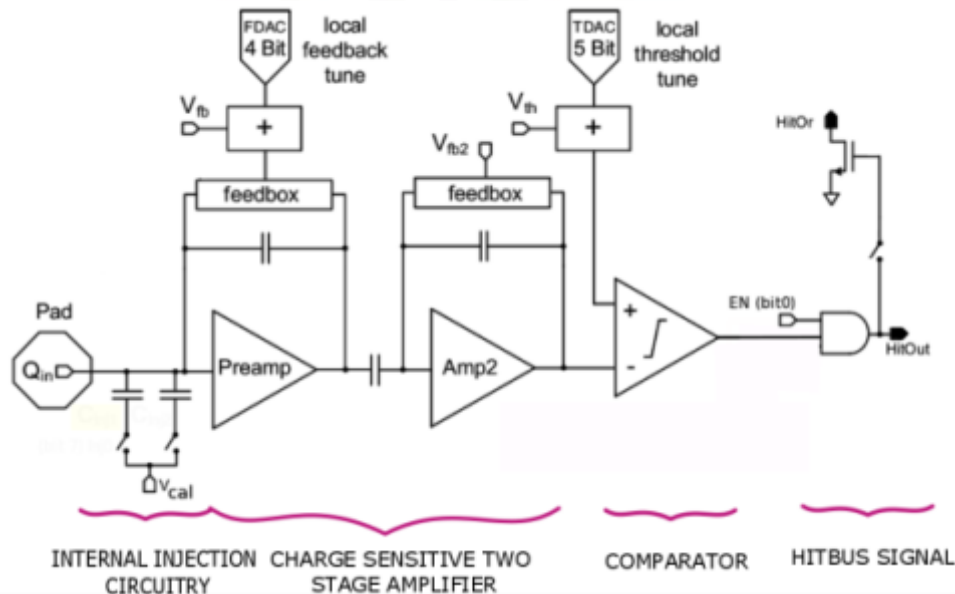 FDAC
4 Bit
local
feedback
tune
TDAC
5 Bit
local
threshold
tune
Vfb
+
Vth
+
HitOr
Vfb2
feedbox
feedbox
Pad
Qin
Preamp
Amp2
+
-
EN (bit0)
HitOut
Vcal
INTERNAL INJECTION
CIRCUITRY
CHARGE SENSITIVE TWO
STAGE AMPLIFIER
COMPARATOR
HITBUS SIGNAL